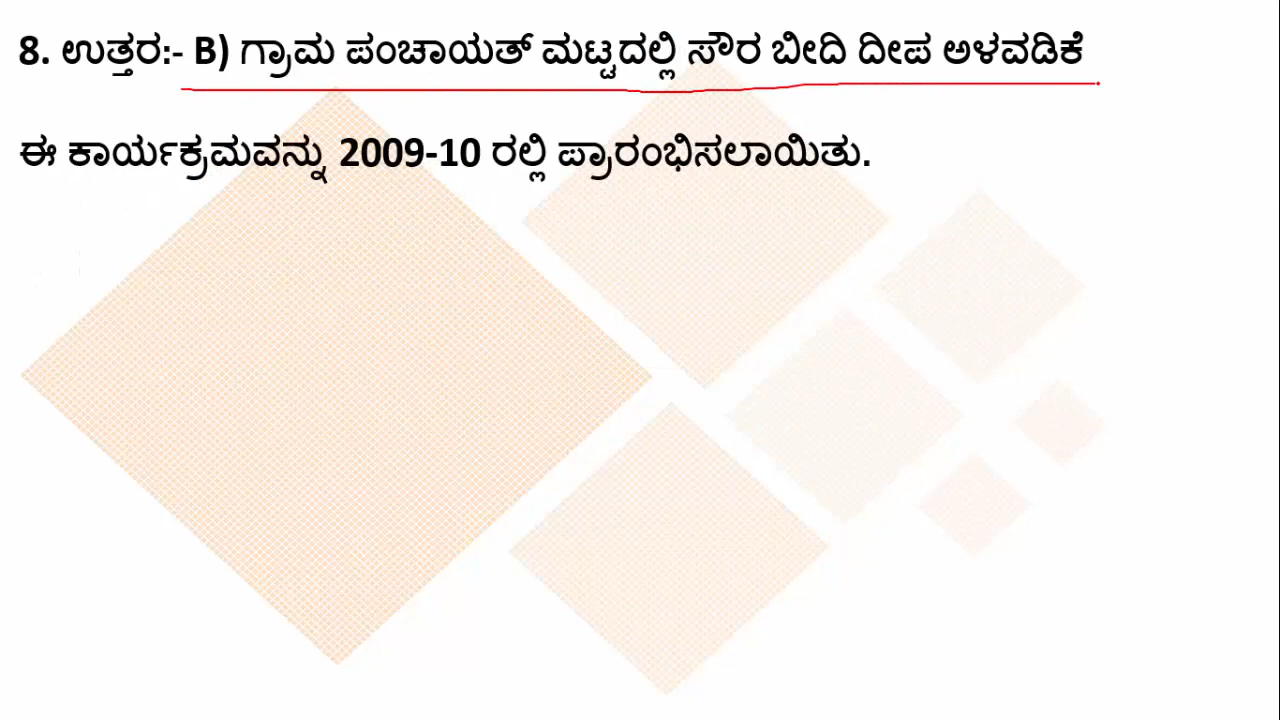 8. ಉತ್ತರ:- B) ಗ್ರಾಮ ಪಂಚಾಯತ್ ಮಟ್ಟದಲ್ಲಿ ಸೌರ ಬೀದಿ ದೀಪ ಅಳವಡಿಕೆ
ಈ ಕಾರ್ಯಕ್ರಮವನ್ನು 2009-10 ರಲ್ಲಿ ಪ್ರಾರಂಭಿಸಲಾಯಿತು.